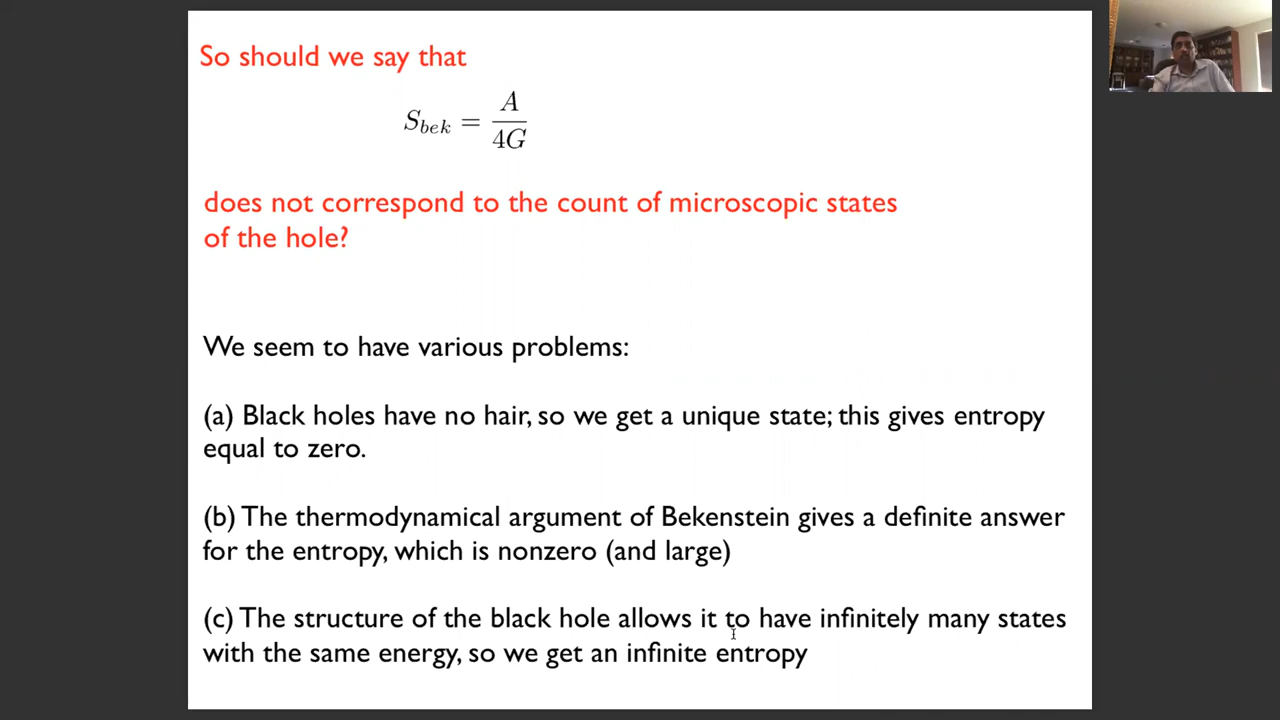 So should we say that
S_{bek} = \frac{A}{4G}
does not correspond to the count of microscopic states
of the hole?
We seem to have various problems:
(a) Black holes have no hair, so we get a unique state; this gives entropy
equal to zero.
(b) The thermodynamical argument of Bekenstein gives a definite answer
for the entropy, which is nonzero (and large)
(c) The structure of the black hole allows it to have infinitely many states
with the same energy, so we get an infinite entropy